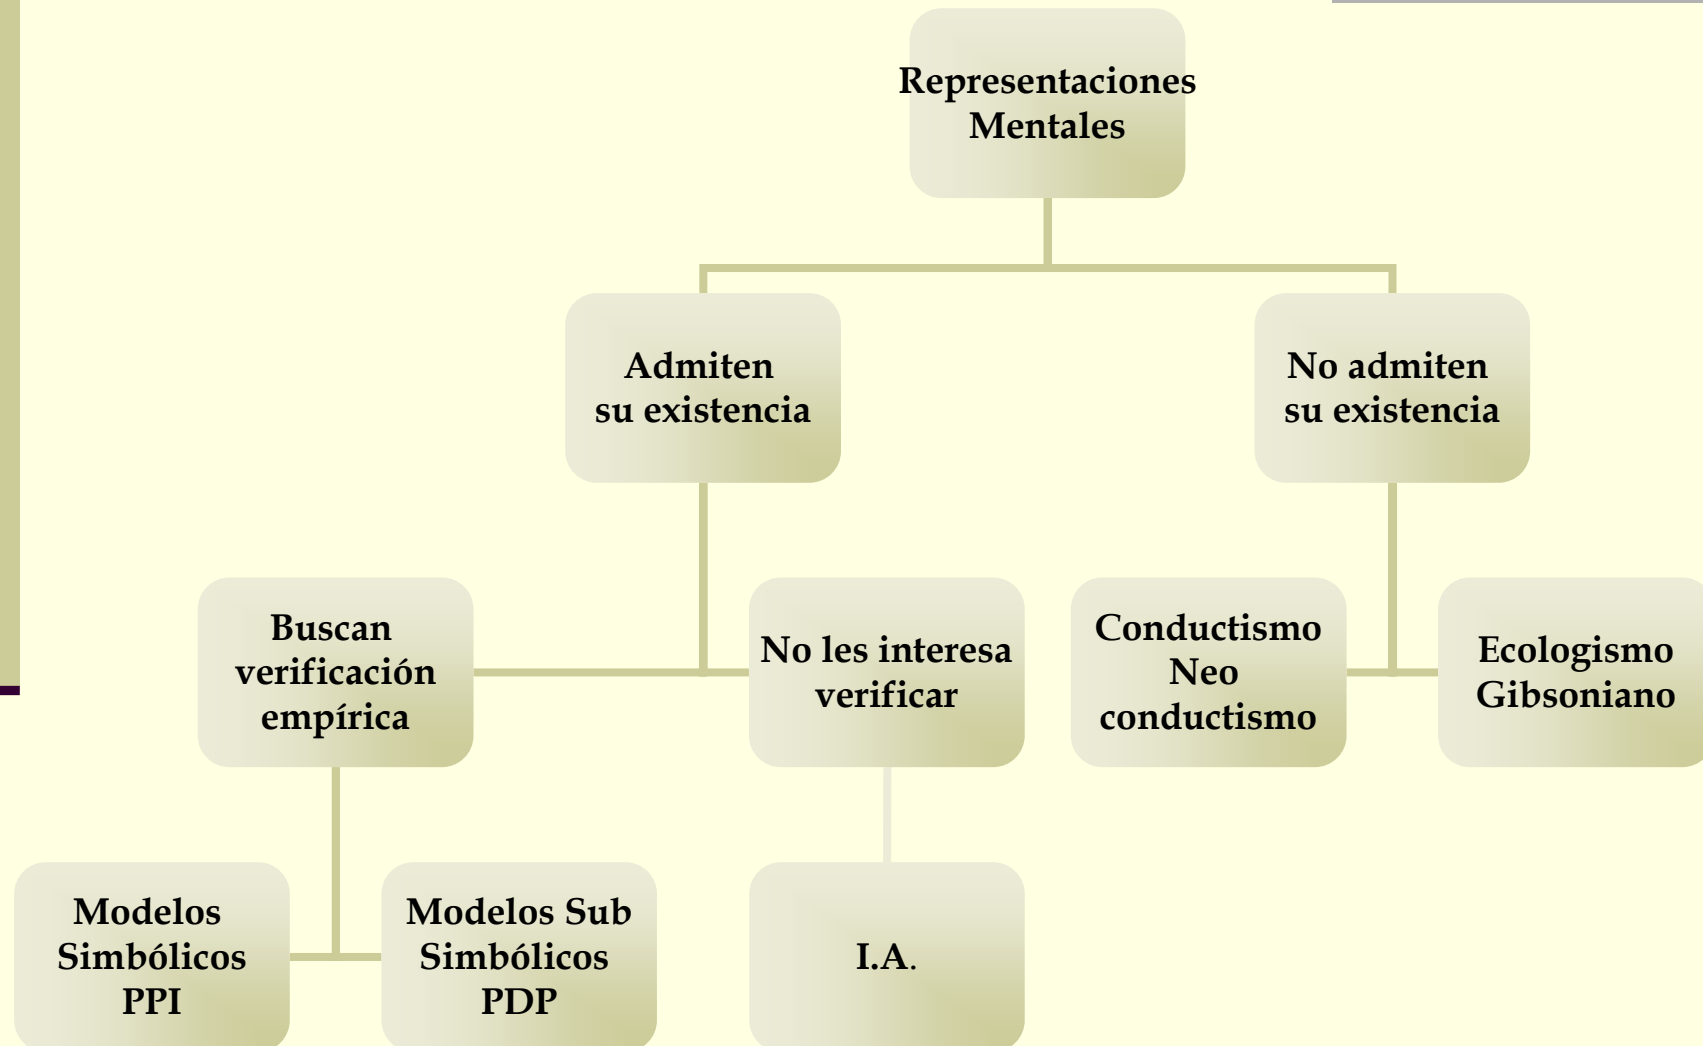 Representaciones
Mentales
Admiten
su existencia
No admiten
su existencia
Buscan
verificación
empírica
No les interesa
verificar
Conductismo
Neo
conductismo
Ecologismo
Gibsoniano
Modelos
Simbólicos
PPI
Modelos Sub
Simbólicos
PDP
I.A.